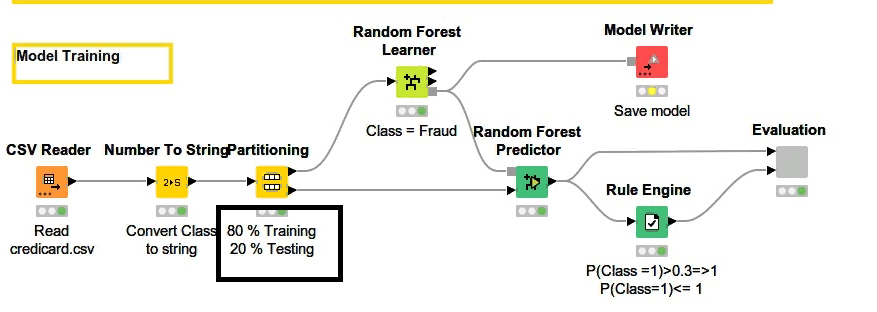 Model Training
Random Forest
Learner
Class = Fraud
Model Writer
Save model
CSV Reader
Read
credicard.csv
Number To String
2▸S
Convert Class
to string
Partitioning
80 % Training
20 % Testing
Random Forest
Predictor
Rule Engine
P(Class =1)>0.3=>1
P(Class=1)<= 1
Evaluation